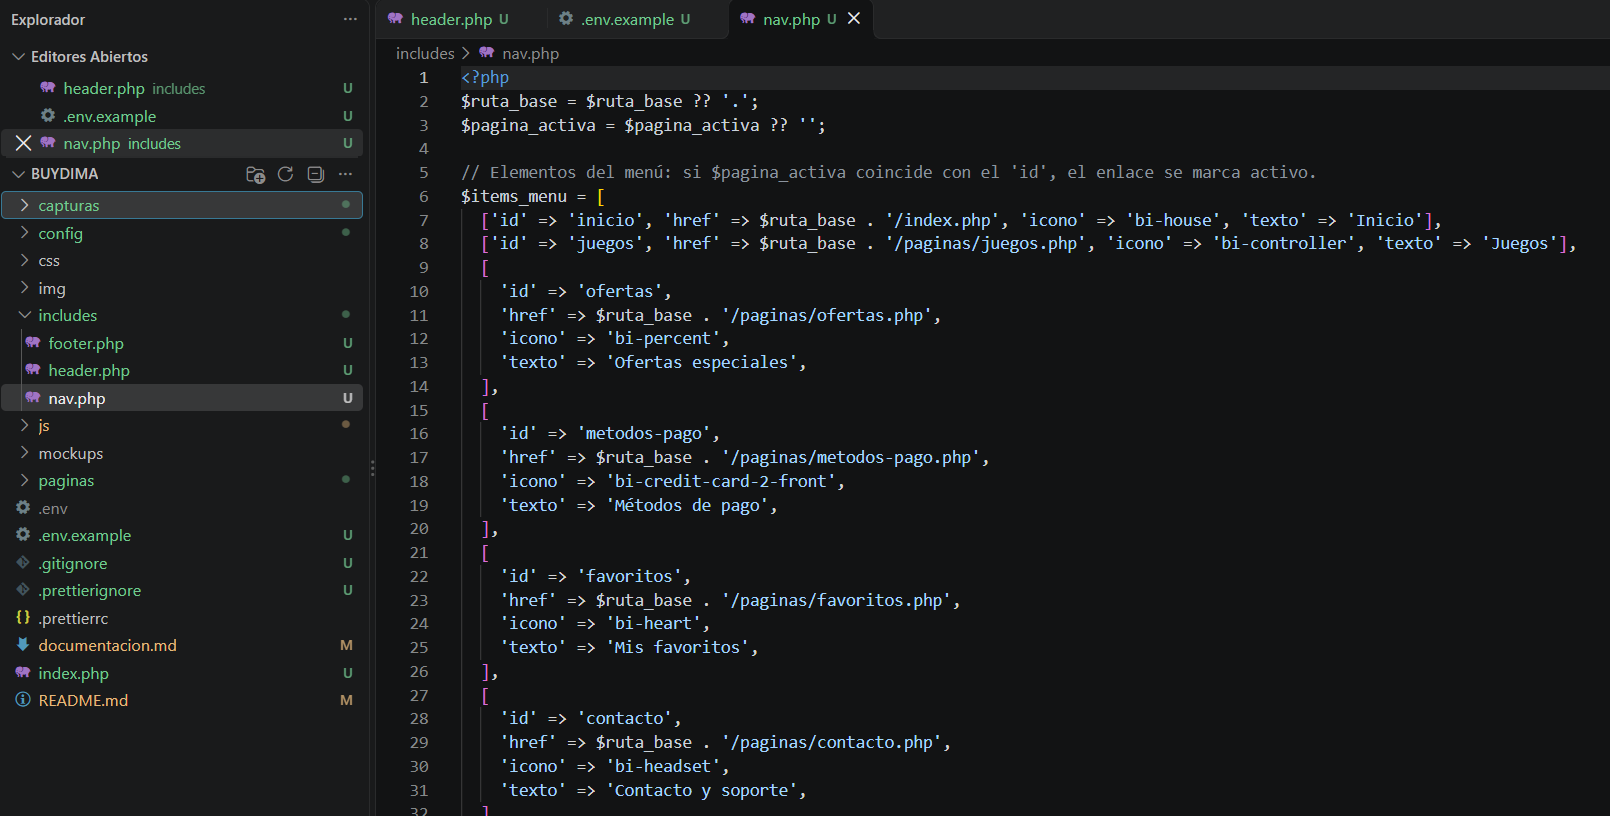 Explorador
Editores Abiertos
header.php includes U
.env.example U
nav.php includes U
BUYDIMA
capturas
config
css
img
includes
footer.php U
header.php U
nav.php U
js
mockups
paginas
.env
.env.example U
.gitignore U
.prettierignore U
.prettierrc
documentacion.md M
index.php U
README.md M
header.php U
.env.example U
nav.php U
includes > nav.php
1 <?php
2 $ruta_base = $ruta_base ?? '.';
3 $pagina_activa = $pagina_activa ?? '';
4
5 // Elementos del menú: si $pagina_activa coincide con el 'id', el enlace se marca activo.
6 $items_menu = [
7 ['id' => 'inicio', 'href' => $ruta_base . '/index.php', 'icono' => 'bi-house', 'texto' => 'Inicio'],
8 ['id' => 'juegos', 'href' => $ruta_base . '/paginas/juegos.php', 'icono' => 'bi-controller', 'texto' => 'Juegos'],
9 [
10 'id' => 'ofertas',
11 'href' => $ruta_base . '/paginas/ofertas.php',
12 'icono' => 'bi-percent',
13 'texto' => 'Ofertas especiales',
14 ],
15 [
16 'id' => 'metodos-pago',
17 'href' => $ruta_base . '/paginas/metodos-pago.php',
18 'icono' => 'bi-credit-card-2-front',
19 'texto' => 'Métodos de pago',
20 ],
21 [
22 'id' => 'favoritos',
23 'href' => $ruta_base . '/paginas/favoritos.php',
24 'icono' => 'bi-heart',
25 'texto' => 'Mis favoritos',
26 ],
27 [
28 'id' => 'contacto',
29 'href' => $ruta_base . '/paginas/contacto.php',
30 'icono' => 'bi-headset',
31 'texto' => 'Contacto y soporte',
32 ]